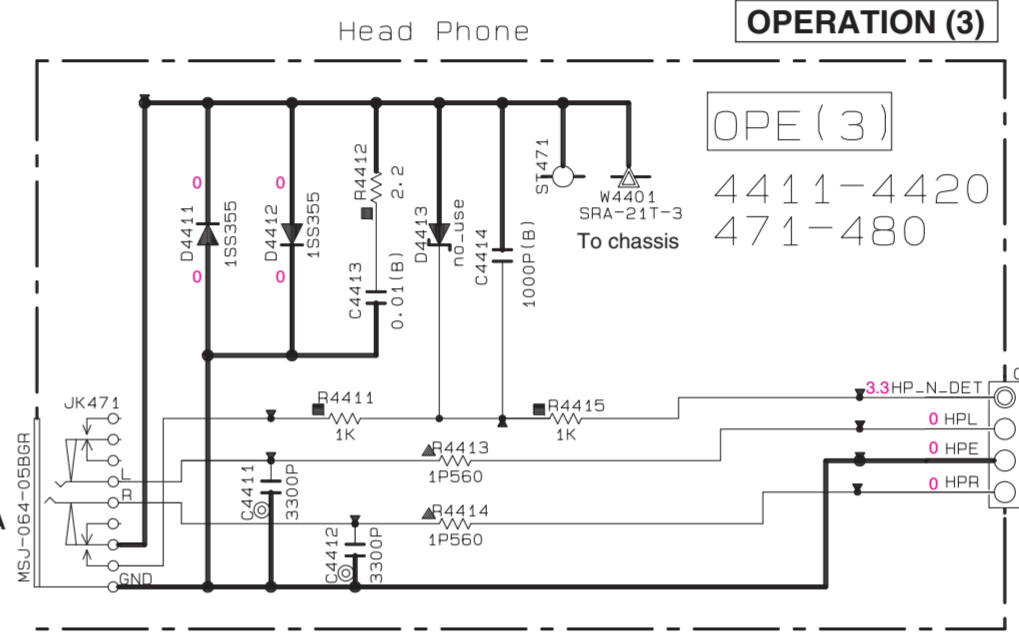 Head Phone
OPERATION (3)
OPE(3)
4411-4420
471-480
ST471
W4401
SRA-21T-3
To chassis
D4411
1SS355
0
0
D4412
1SS355
0
0
R4412
2.2
C4413
0.01(B)
D4413
no_use
C4414
1000P(B)
JK471
MSJ-064-05BGR
L
R
GND
R4411
1K
R4415
1K
R4413
1P560
R4414
1P560
C4411
3300P
C4412
3300P
3.3 HP_N_DET
0 HPL
0 HPE
0 HPR